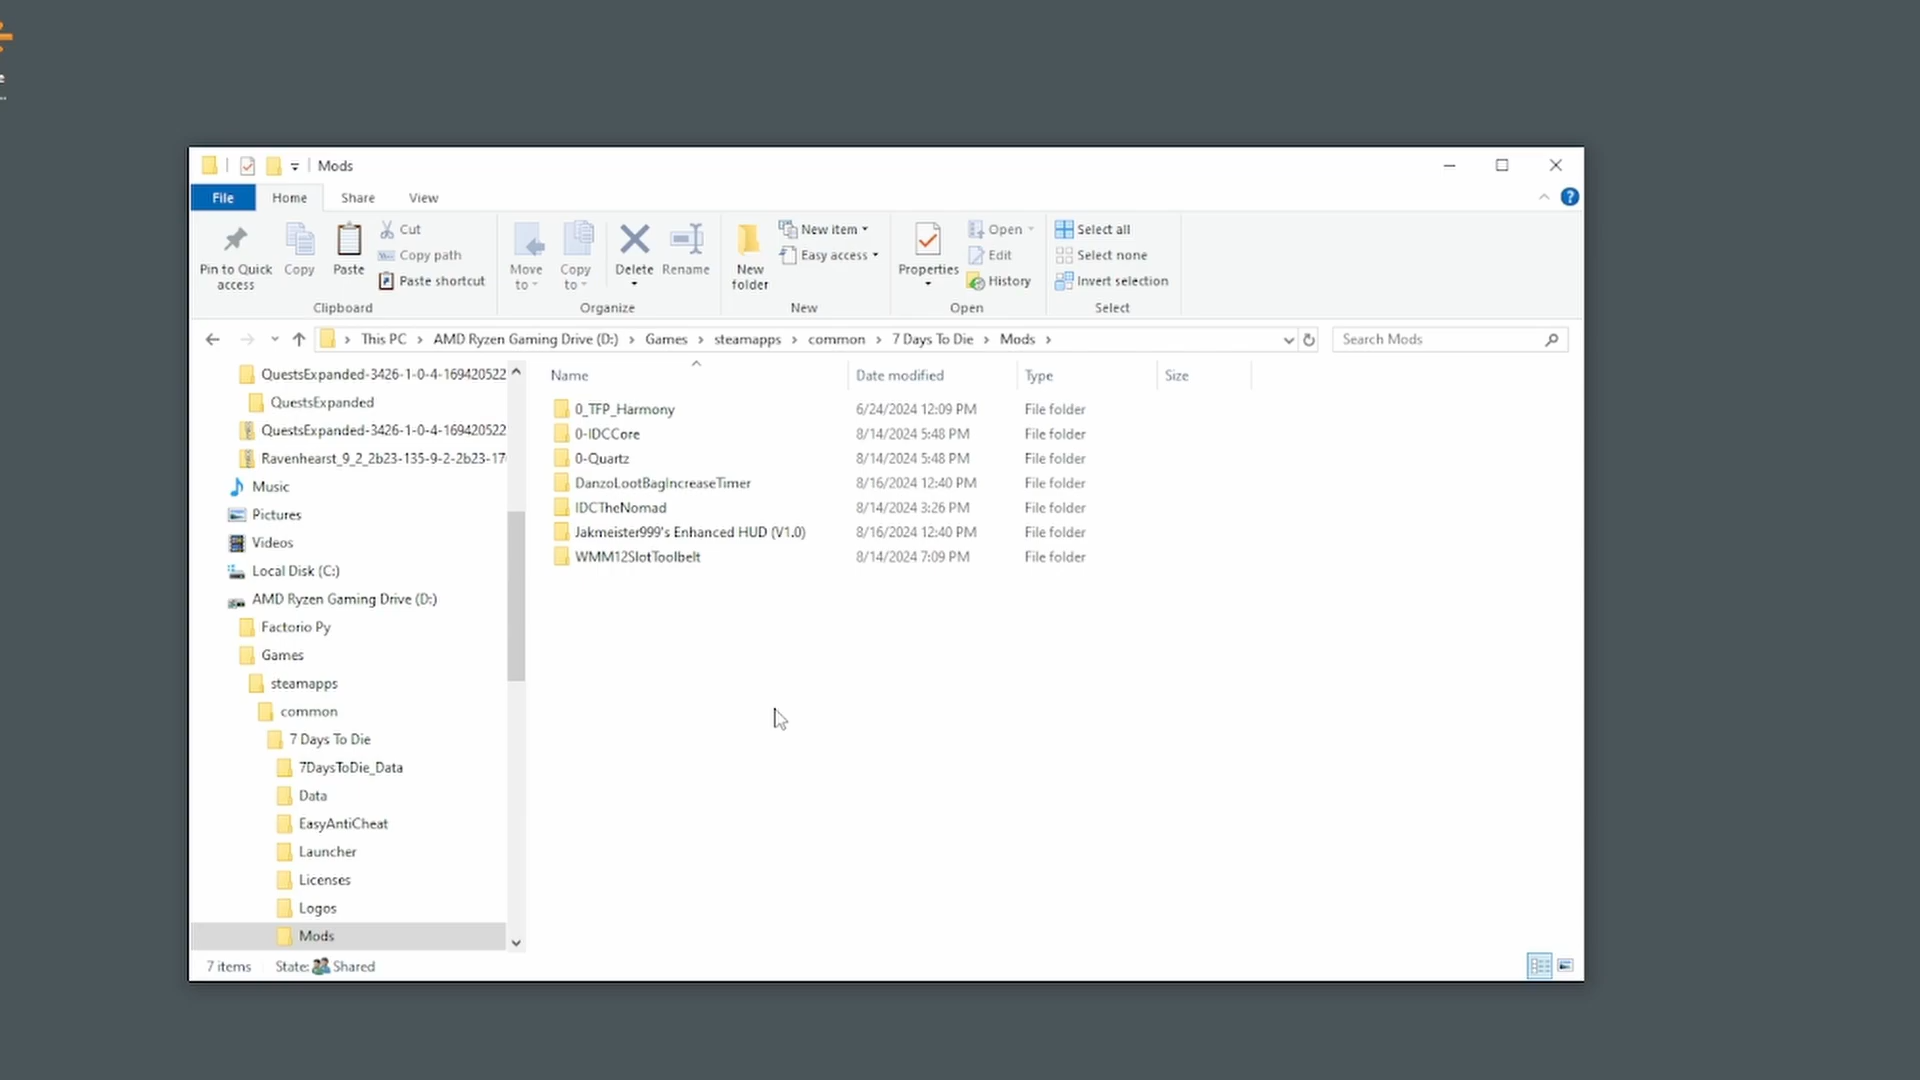 e
...
Mods
File Home Share View
Pin to Quick access
Copy
Paste
Cut
Copy path
Paste shortcut
Clipboard
Move to
Copy to
Delete
Rename
Organize
New folder
New item
Easy access
New
Properties
Open
Edit
History
Open
Select all
Select none
Invert selection
Select
This PC > AMD Ryzen Gaming Drive (D:) > Games > steamapps > common > 7 Days To Die > Mods >
Search Mods
QuestsExpanded-3426-1-0-4-169420522
QuestsExpanded
QuestsExpanded-3426-1-0-4-169420522
Ravenhearst_9_2_2b23-135-9-2-2b23-17
Music
Pictures
Videos
Local Disk (C:)
AMD Ryzen Gaming Drive (D:)
Factorio Py
Games
steamapps
common
7 Days To Die
7DaysToDie_Data
Data
EasyAntiCheat
Launcher
Licenses
Logos
Mods
Name Date modified Type Size
0_TFP_Harmony 6/24/2024 12:09 PM File folder
0-IDCCore 8/14/2024 5:48 PM File folder
0-Quartz 8/14/2024 5:48 PM File folder
DanzoLootBagIncreaseTimer 8/16/2024 12:40 PM File folder
IDCTheNomad 8/14/2024 3:26 PM File folder
Jakmeister999's Enhanced HUD (V1.0) 8/16/2024 12:40 PM File folder
WMM12SlotToolbelt 8/14/2024 7:09 PM File folder
7 items State: Shared